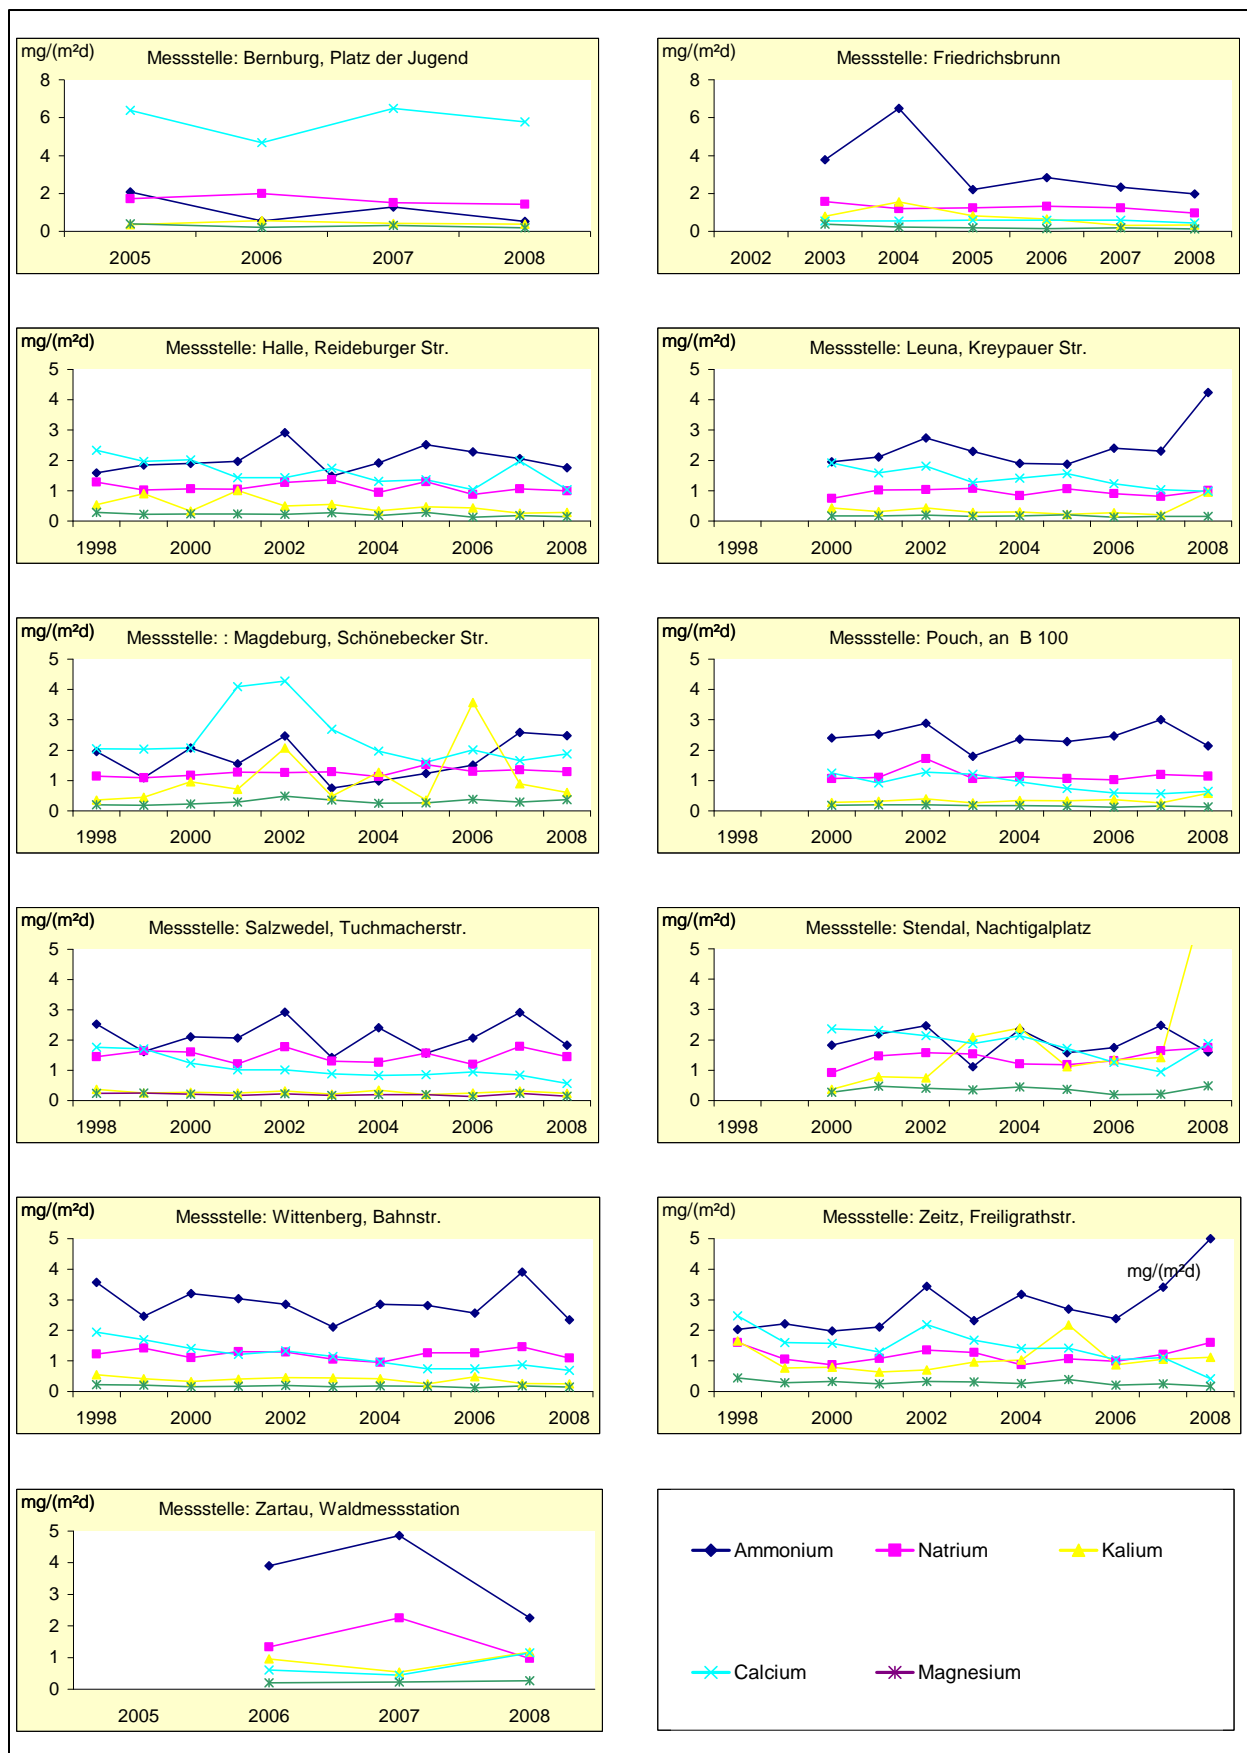 mg/(m²d)
Messstelle: Bernburg, Platz der Jugend
8
6
4
2
0
2005 2006 2007 2008
mg/(m²d)
Messstelle: Friedrichsbrunn
8
6
4
2
0
2002 2003 2004 2005 2006 2007 2008
mg/(m²d)
Messstelle: Halle, Reideburger Str.
5
4
3
2
1
0
1998 2000 2002 2004 2006 2008
mg/(m²d)
Messstelle: Leuna, Kreypauer Str.
5
4
3
2
1
0
1998 2000 2002 2004 2006 2008
mg/(m²d)
Messstelle: : Magdeburg, Schönebecker Str.
5
4
3
2
1
0
1998 2000 2002 2004 2006 2008
mg/(m²d)
Messstelle: Pouch, an B 100
5
4
3
2
1
0
1998 2000 2002 2004 2006 2008
mg/(m²d)
Messstelle: Salzwedel, Tuchmacherstr.
5
4
3
2
1
0
1998 2000 2002 2004 2006 2008
mg/(m²d)
Messstelle: Stendal, Nachtigalplatz
5
4
3
2
1
0
1998 2000 2002 2004 2006 2008
mg/(m²d)
Messstelle: Wittenberg, Bahnstr.
5
4
3
2
1
0
1998 2000 2002 2004 2006 2008
mg/(m²d)
Messstelle: Zeitz, Freiligrathstr.
5
4
3
2
1
0
mg/(m²d)
1998 2000 2002 2004 2006 2008
mg/(m²d)
Messstelle: Zartau, Waldmessstation
5
4
3
2
1
0
2005 2006 2007 2008
Ammonium Natrium Kalium
Calcium Magnesium